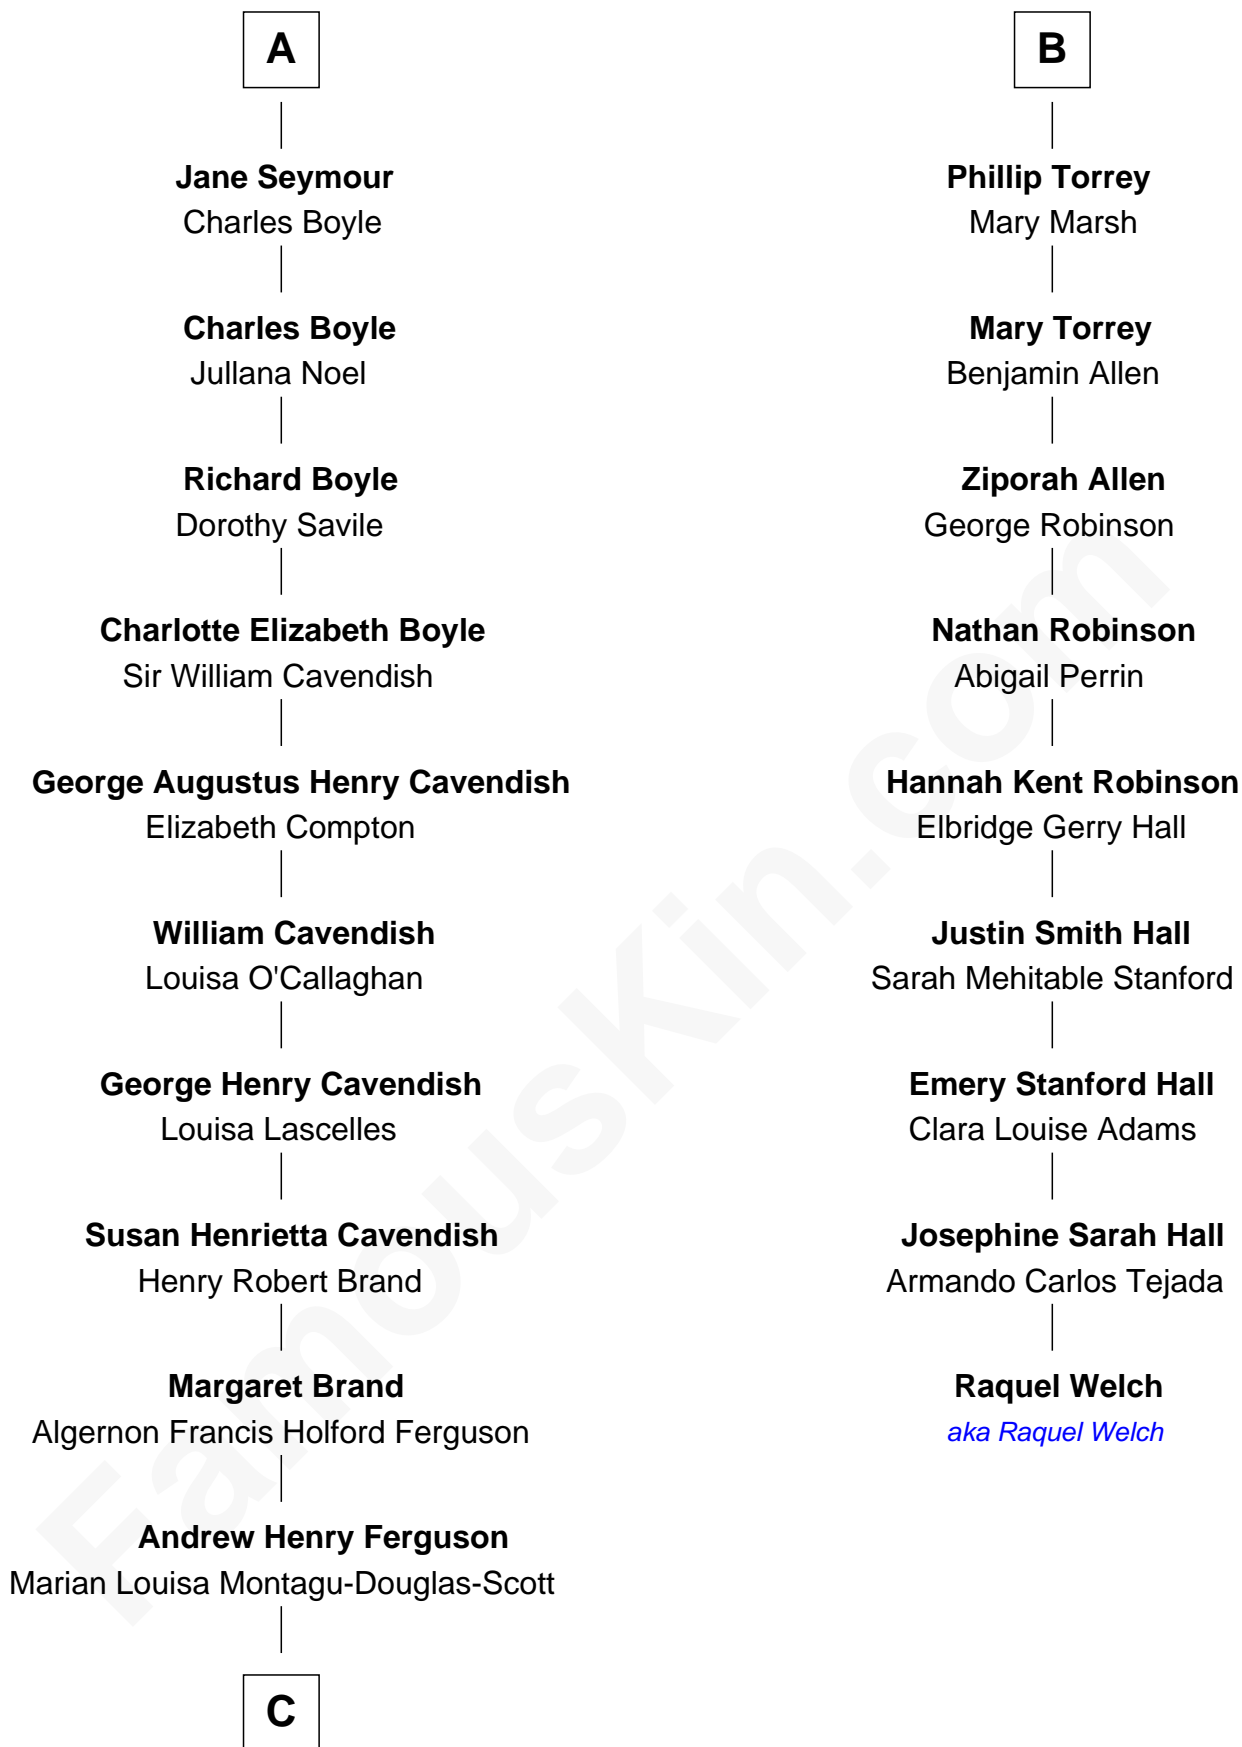 A
Jane Seymour
Charles Boyle
Charles Boyle
Jullana Noel
Richard Boyle
Dorothy Savile
Charlotte Elizabeth Boyle
Sir William Cavendish
George Augustus Henry Cavendish
Elizabeth Compton
William Cavendish
Louisa O'Callaghan
George Henry Cavendish
Louisa Lascelles
Susan Henrietta Cavendish
Henry Robert Brand
Margaret Brand
Algernon Francis Holford Ferguson
Andrew Henry Ferguson
Marian Louisa Montagu-Douglas-Scott
C
B
Phillip Torrey
Mary Marsh
Mary Torrey
Benjamin Allen
Ziporah Allen
George Robinson
Nathan Robinson
Abigail Perrin
Hannah Kent Robinson
Elbridge Gerry Hall
Justin Smith Hall
Sarah Mehitable Stanford
Emery Stanford Hall
Clara Louise Adams
Josephine Sarah Hall
Armando Carlos Tejada
Raquel Welch
aka Raquel Welch
FamousKin.com